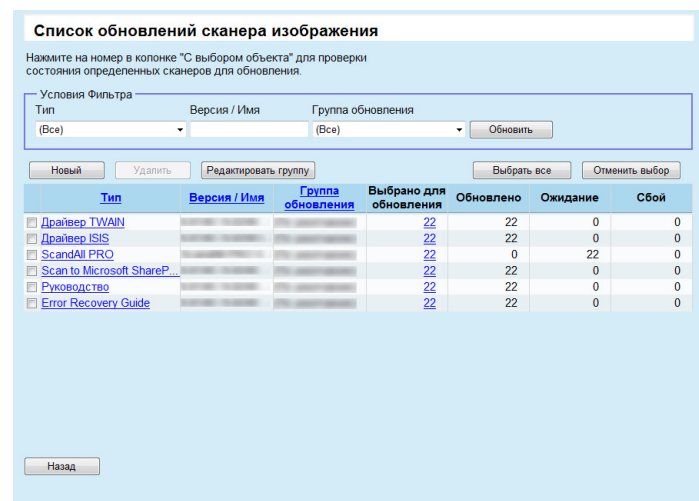 Список обновлений сканера изображения
Нажмите на номер в колонке "С выбором объекта" для проверки
состояния определенных сканеров для обновления.
Условия Фильтра
Тип Версия / Имя Группа обновления
(Все) (Все) Обновить
Новый Удалить Редактировать группу Выбрать все Отменить выбор
Тип Версия / Имя Группа обновления Выбрано для обновления Обновлено Ожидание Сбой
Драйвер TWAIN 22 22 0 0
Драйвер ISIS 22 22 0 0
ScandAll PRO 22 0 22 0
Scan to Microsoft ShareP... 22 22 0 0
Руководство 22 22 0 0
Error Recovery Guide 22 22 0 0
Назад